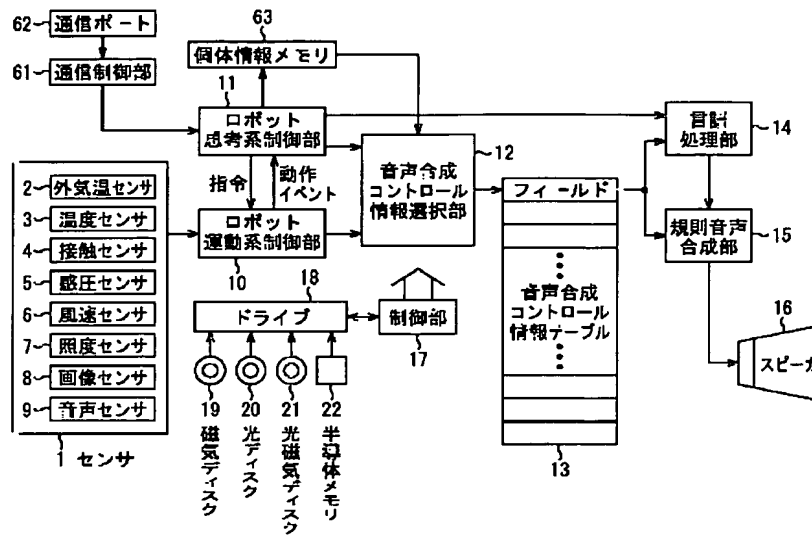 62 通信ポート
61 通信制御部
63
個体情報メモリ
11
ロボット
思考系制御部
指令
動作
イベント
ロボット
運動系制御部
10
12
音声合成
コントロール
情報選択部
14
言語
処理部
規則音声
合成部
15
16
スピーカ
フィールド
音声合成
コントロール
情報テーブル
13
2 外気温センサ
3 温度センサ
4 接触センサ
5 感圧センサ
6 風速センサ
7 照度センサ
8 画像センサ
9 音声センサ
1 センサ
18
ドライブ
制御部
17
19
磁気ディスク
20
光ディスク
21
光磁気ディスク
22
半導体メモリ